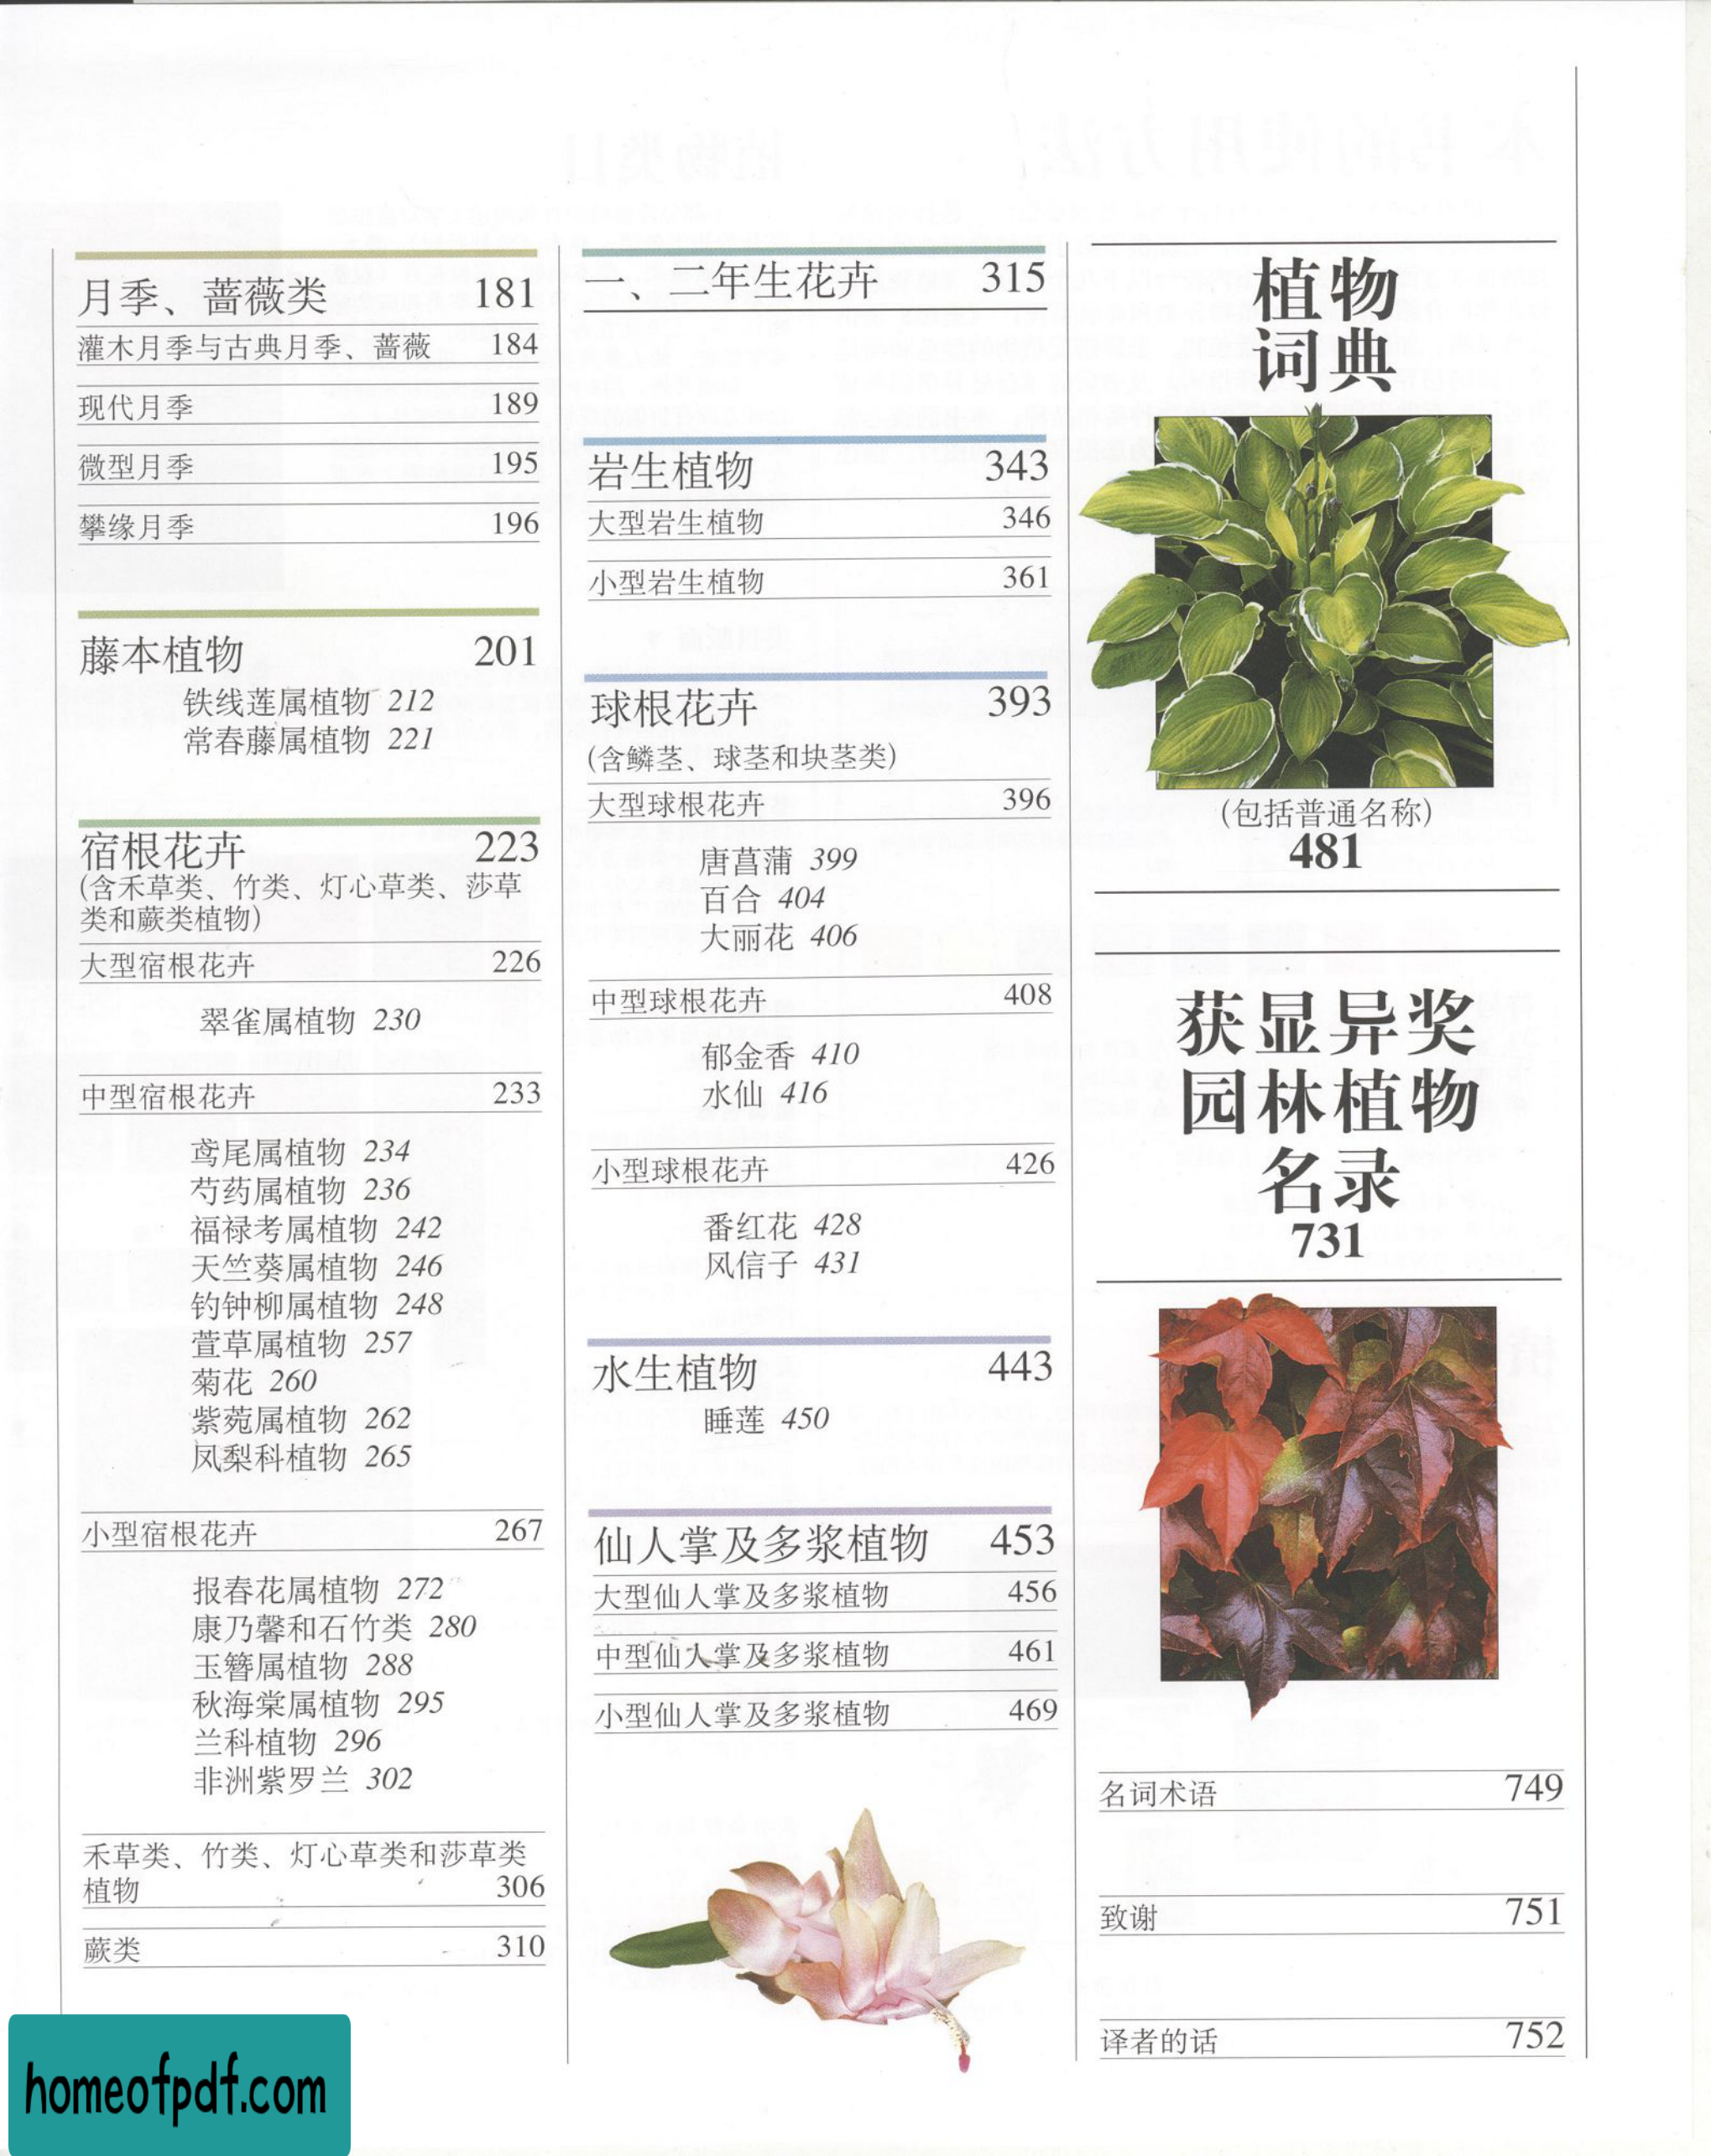 月季、蔷薇类 181
灌木月季与古典月季、蔷薇 184
现代月季 189
微型月季 195
攀缘月季 196
藤本植物 201
铁线莲属植物 212
常春藤属植物 221
宿根花卉 223
(含禾草类、竹类、灯心草类、莎草
类和蕨类植物)
大型宿根花卉 226
翠雀属植物 230
中型宿根花卉 233
鸢尾属植物 234
芍药属植物 236
福禄考属植物 242
天竺葵属植物 246
钓钟柳属植物 248
萱草属植物 257
菊花 260
紫菀属植物 262
凤梨科植物 265
小型宿根花卉 267
报春花属植物 272
康乃馨和石竹类 280
玉簪属植物 288
秋海棠属植物 295
兰科植物 296
非洲紫罗兰 302
禾草类、竹类、灯心草类和莎草类
植物 306
蕨类 310
一、二年生花卉 315
岩生植物 343
大型岩生植物 346
小型岩生植物 361
球根花卉 393
(含鳞茎、球茎和块茎类)
大型球根花卉 396
唐菖蒲 399
百合 404
大丽花 406
中型球根花卉 408
郁金香 410
水仙 416
小型球根花卉 426
番红花 428
风信子 431
水生植物 443
睡莲 450
仙人掌及多浆植物 453
大型仙人掌及多浆植物 456
中型仙人掌及多浆植物 461
小型仙人掌及多浆植物 469
植物
词典
(包括普通名称)
481
获显异奖
园林植物
名录
731
名词术语 749
致谢 751
译者的话 752
homeofpdf.com